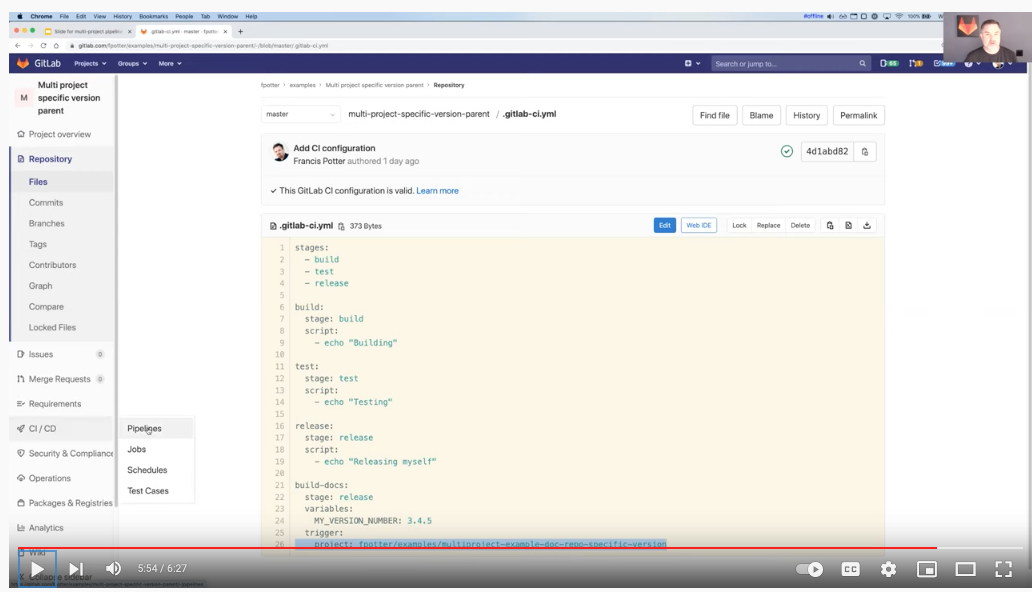 Chrome File Edit View History Bookmarks People Tab Window Help
#offline 100%
Slide for multi-project pipelin × .gitlab-ci.yml · master · fpotter × +
gitlab.com/fpotter/examples/multi-project-specific-version-parent/-/blob/master/.gitlab-ci.yml
GitLab Projects Groups More Search or jump to...
M Multi project
specific version
parent
Project overview
Repository
Files
Commits
Branches
Tags
Contributors
Graph
Compare
Locked Files
Issues 0
Merge Requests 0
Requirements
CI / CD
Security & Compliance
Operations
Packages & Registries
Analytics
Wiki
Collapse sidebar
Pipelines
Jobs
Schedules
Test Cases
fpotter > examples > Multi project specific version parent > Repository
master multi-project-specific-version-parent / .gitlab-ci.yml Find file Blame History Permalink
Add CI configuration
Francis Potter authored 1 day ago
4d1abd82
This GitLab CI configuration is valid. Learn more
.gitlab-ci.yml 373 Bytes Edit Web IDE Lock Replace Delete
1 stages:
2 - build
3 - test
4 - release
5
6 build:
7 stage: build
8 script:
9 - echo "Building"
10
11 test:
12 stage: test
13 script:
14 - echo "Testing"
15
16 release:
17 stage: release
18 script:
19 - echo "Releasing myself"
20
21 build-docs:
22 stage: release
23 variables:
24 MY_VERSION_NUMBER: 3.4.5
25 trigger:
26 project: fpotter/examples/multiproject-example-doc-repo-specific-version
5:54 / 6:27
CC